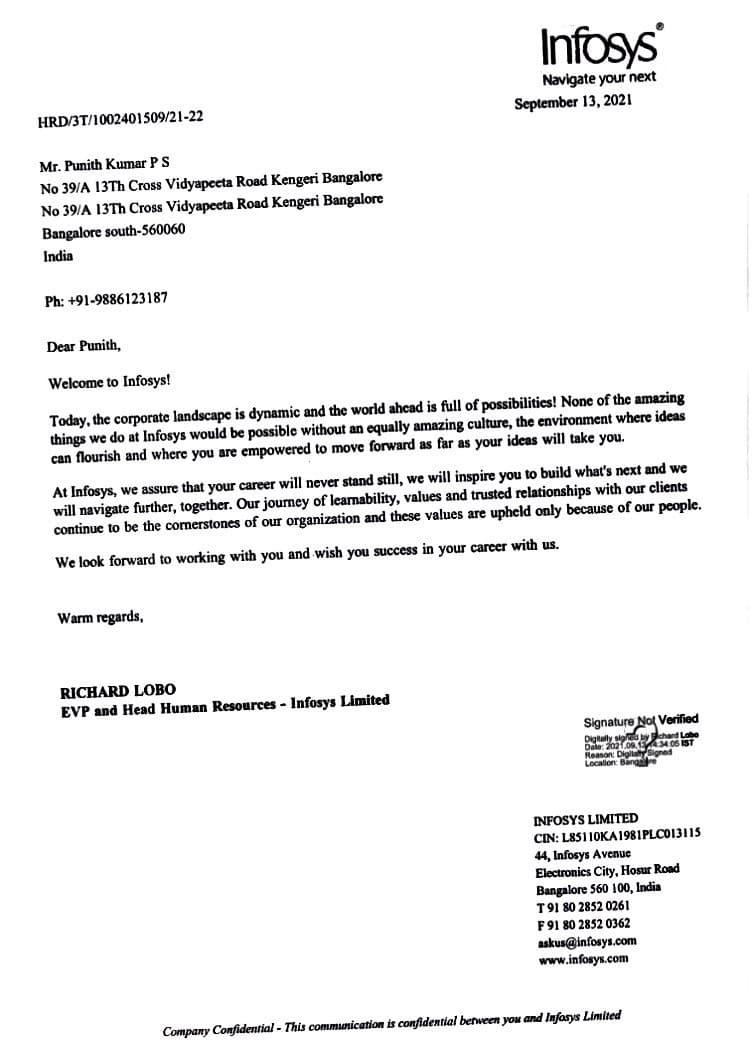 Infosys®
Navigate your next
September 13, 2021
HRD/3T/1002401509/21-22
Mr. Punith Kumar P S
No 39/A 13Th Cross Vidyapeeta Road Kengeri Bangalore
No 39/A 13Th Cross Vidyapeeta Road Kengeri Bangalore
Bangalore south-560060
India
Ph: +91-9886123187
Dear Punith,
Welcome to Infosys!
Today, the corporate landscape is dynamic and the world ahead is full of possibilities! None of the amazing
things we do at Infosys would be possible without an equally amazing culture, the environment where ideas
can flourish and where you are empowered to move forward as far as your ideas will take you.
At Infosys, we assure that your career will never stand still, we will inspire you to build what's next and we
will navigate further, together. Our journey of learnability, values and trusted relationships with our clients
continue to be the cornerstones of our organization and these values are upheld only because of our people.
We look forward to working with you and wish you success in your career with us.
Warm regards,
RICHARD LOBO
EVP and Head Human Resources - Infosys Limited
Signature Not Verified
Digitally signed by Richard Lobo
Date: 2021.09.13 14:34:05 IST
Reason: Digitally Signed
Location: Bangalore
INFOSYS LIMITED
CIN: L85110KA1981PLC013115
44, Infosys Avenue
Electronics City, Hosur Road
Bangalore 560 100, India
T 91 80 2852 0261
F 91 80 2852 0362
askus@infosys.com
www.infosys.com
Company Confidential - This communication is confidential between you and Infosys Limited